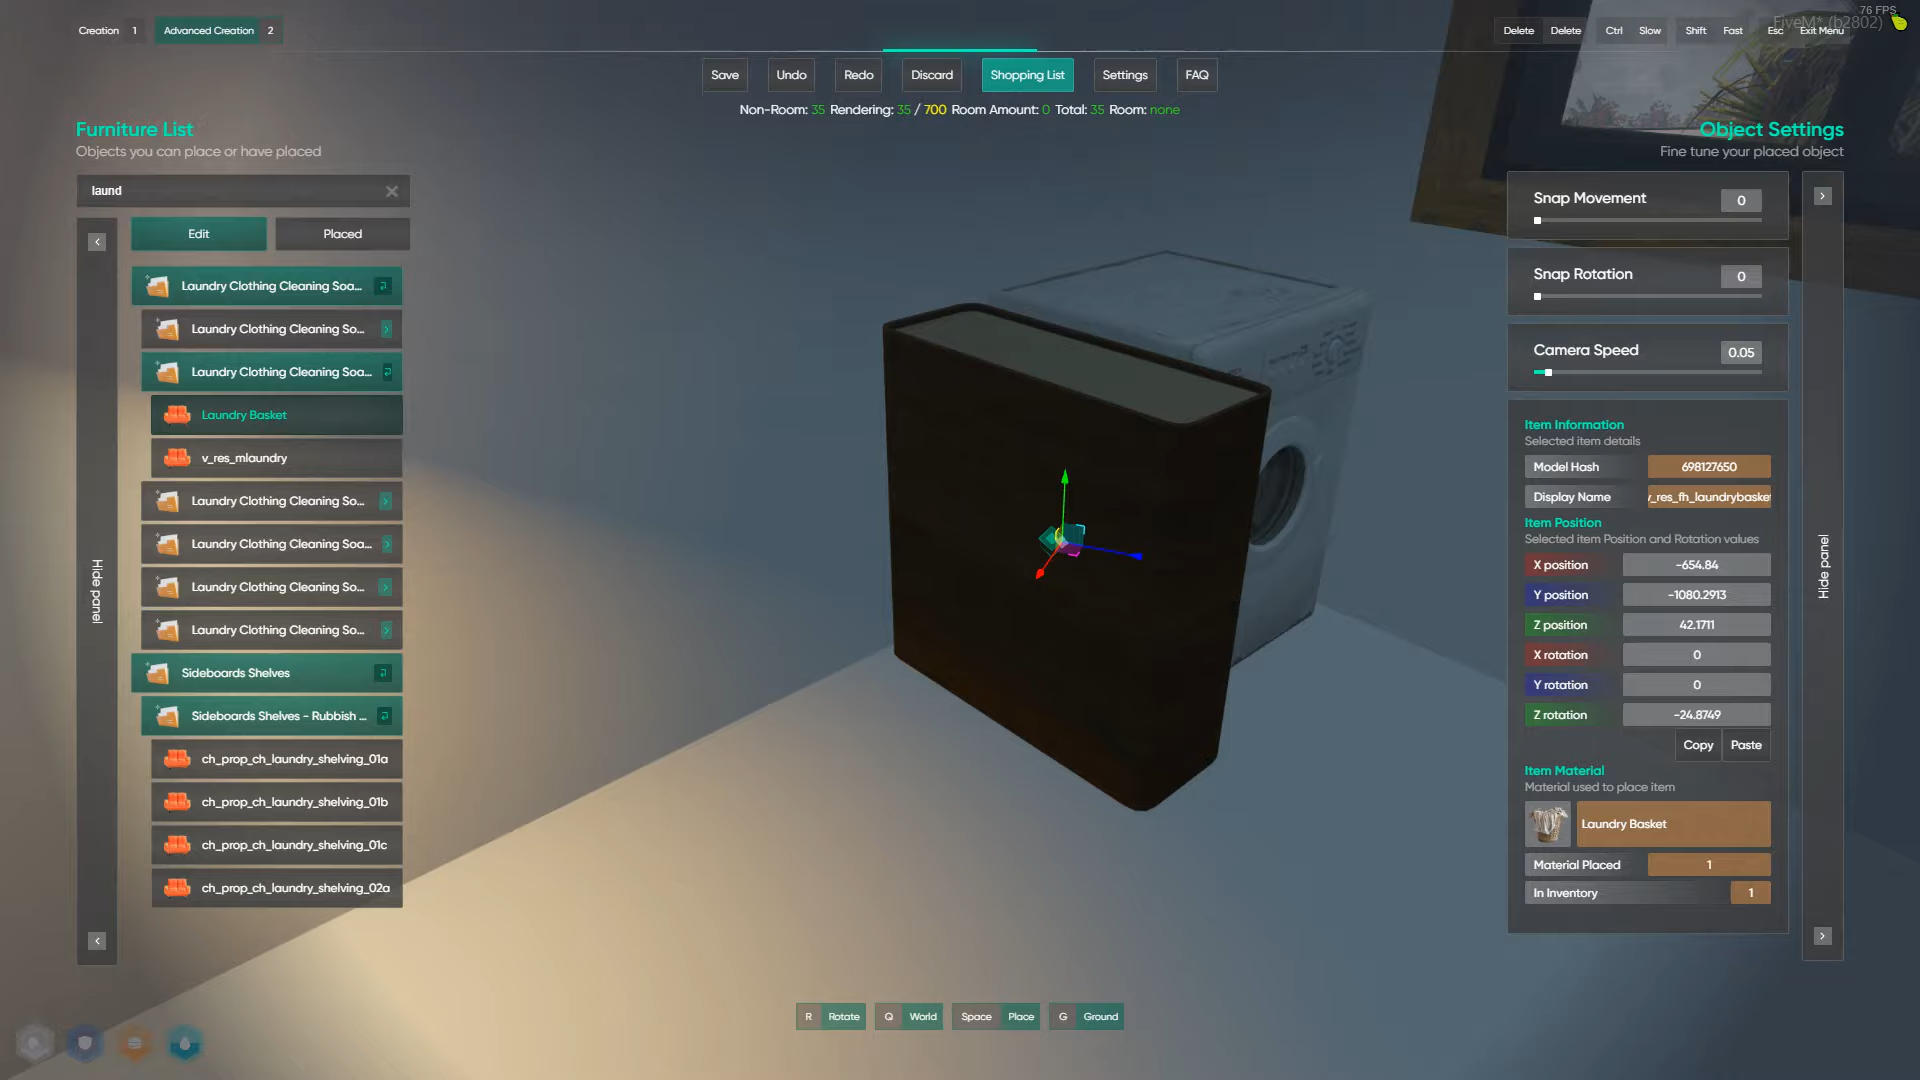 76 FPS
FiveM* (b2802)
Creation 1
Advanced Creation 2
Delete Delete
Ctrl Slow
Shift Fast
Esc Exit Menu
Save
Undo
Redo
Discard
Shopping List
Settings
FAQ
Non-Room: 35 Rendering: 35 / 700 Room Amount: 0 Total: 35 Room: none
Furniture List
Objects you can place or have placed
laund
Edit
Placed
Hide panel
Laundry Clothing Cleaning Soa...
Laundry Clothing Cleaning So...
Laundry Clothing Cleaning Soa...
Laundry Basket
v_res_mlaundry
Laundry Clothing Cleaning So...
Laundry Clothing Cleaning Soa...
Laundry Clothing Cleaning So...
Laundry Clothing Cleaning So...
Sideboards Shelves
Sideboards Shelves - Rubbish ...
ch_prop_ch_laundry_shelving_01a
ch_prop_ch_laundry_shelving_01b
ch_prop_ch_laundry_shelving_01c
ch_prop_ch_laundry_shelving_02a
Object Settings
Fine tune your placed object
Snap Movement 0
Snap Rotation 0
Camera Speed 0.05
Item Information
Selected item details
Model Hash 698127650
Display Name v_res_fh_laundrybasket
Item Position
Selected item Position and Rotation values
X position -654.84
Y position -1080.2913
Z position 42.1711
X rotation 0
Y rotation 0
Z rotation -24.8749
Copy Paste
Item Material
Material used to place item
Laundry Basket
Material Placed 1
In Inventory 1
Hide panel
R Rotate
Q World
Space Place
G Ground